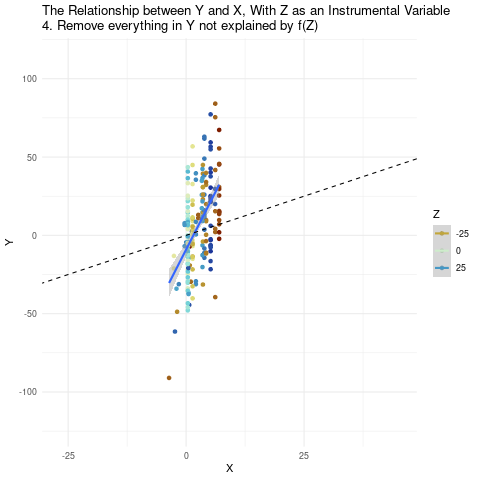 The Relationship between Y and X, With Z as an Instrumental Variable
4. Remove everything in Y not explained by f(Z)
100
50
0
-50
-100
Y
-25
0
25
X
Z
-25
0
25